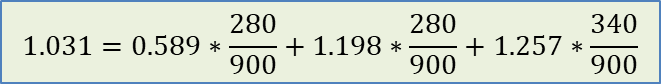 1.031 = 0.589 * 280/900 + 1.198 * 280/900 + 1.257 * 340/900